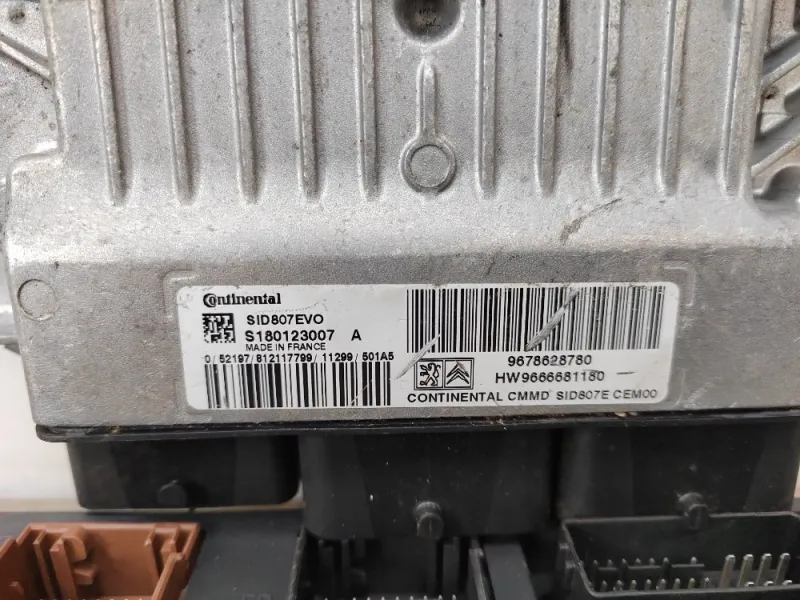 Continental
SID807EVO
S180123007 A
MADE IN FRANCE
0/52197/812117799/11299/501A5
9678628780
HW9666681180
CONTINENTAL CMMD SID807E CEM00